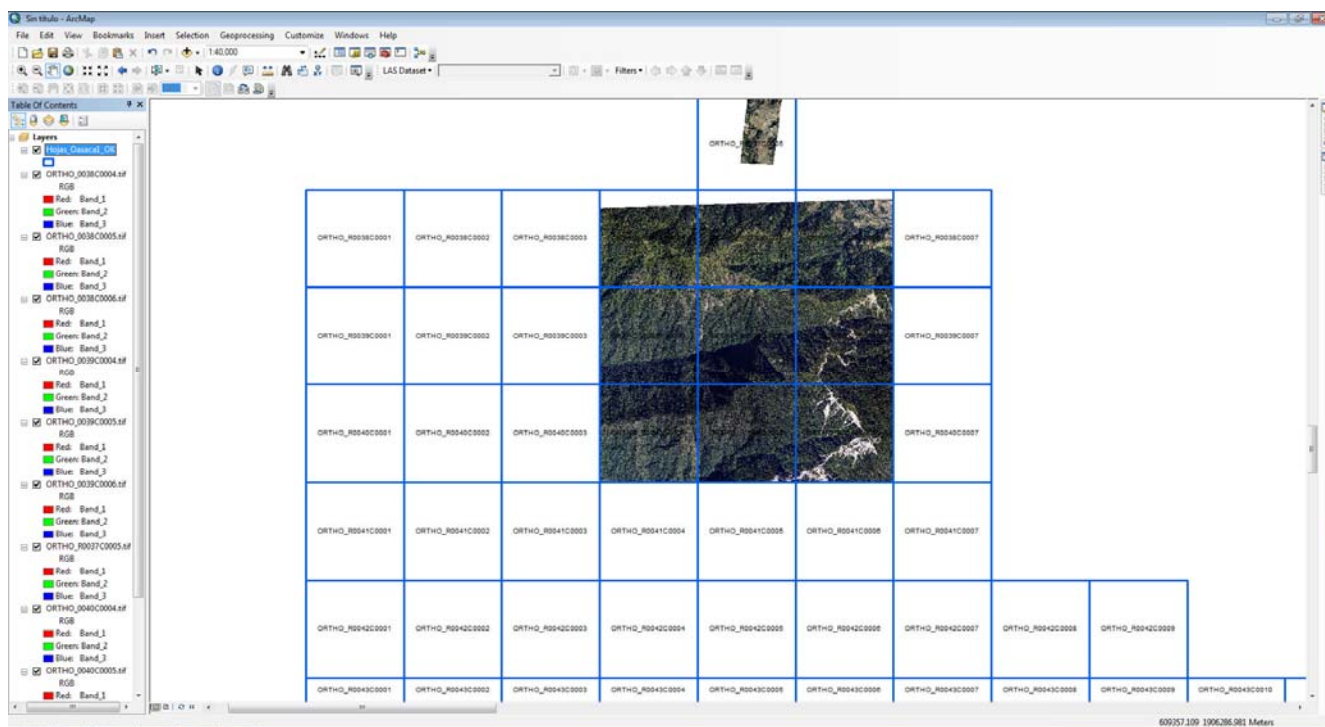 Sin título - ArcMap
File Edit View Bookmarks Insert Selection Geoprocessing Customize Windows Help
1:40,000
LAS Dataset
Filters
Table Of Contents
Layers
Hojas_Oaxaca1_OK
ORTHO_0038C0004.tif
RGB
Red: Band_1
Green: Band_2
Blue: Band_3
ORTHO_0038C0005.tif
RGB
Red: Band_1
Green: Band_2
Blue: Band_3
ORTHO_0038C0006.tif
RGB
Red: Band_1
Green: Band_2
Blue: Band_3
ORTHO_0039C0004.tif
RGB
Red: Band_1
Green: Band_2
Blue: Band_3
ORTHO_0039C0005.tif
RGB
Red: Band_1
Green: Band_2
Blue: Band_3
ORTHO_0039C0006.tif
RGB
Red: Band_1
Green: Band_2
Blue: Band_3
ORTHO_R0037C0005.tif
RGB
Red: Band_1
Green: Band_2
Blue: Band_3
ORTHO_0040C0004.tif
RGB
Red: Band_1
Green: Band_2
Blue: Band_3
ORTHO_0040C0005.tif
RGB
Red: Band_1
ORTHO_R0038C0001 ORTHO_R0038C0002 ORTHO_R0038C0003 ORTHO_R0038C0007
ORTHO_R0039C0001 ORTHO_R0039C0002 ORTHO_R0039C0003 ORTHO_R0039C0007
ORTHO_R0040C0001 ORTHO_R0040C0002 ORTHO_R0040C0003 ORTHO_R0040C0007
ORTHO_R0041C0001 ORTHO_R0041C0002 ORTHO_R0041C0003 ORTHO_R0041C0004 ORTHO_R0041C0005 ORTHO_R0041C0006 ORTHO_R0041C0007
ORTHO_R0042C0001 ORTHO_R0042C0002 ORTHO_R0042C0003 ORTHO_R0042C0004 ORTHO_R0042C0005 ORTHO_R0042C0006 ORTHO_R0042C0007 ORTHO_R0042C0008 ORTHO_R0042C0009
ORTHO_R0043C0001 ORTHO_R0043C0002 ORTHO_R0043C0003 ORTHO_R0043C0004 ORTHO_R0043C0005 ORTHO_R0043C0006 ORTHO_R0043C0007 ORTHO_R0043C0008 ORTHO_R0043C0009 ORTHO_R0043C0010
609357.109 1906286.981 Meters